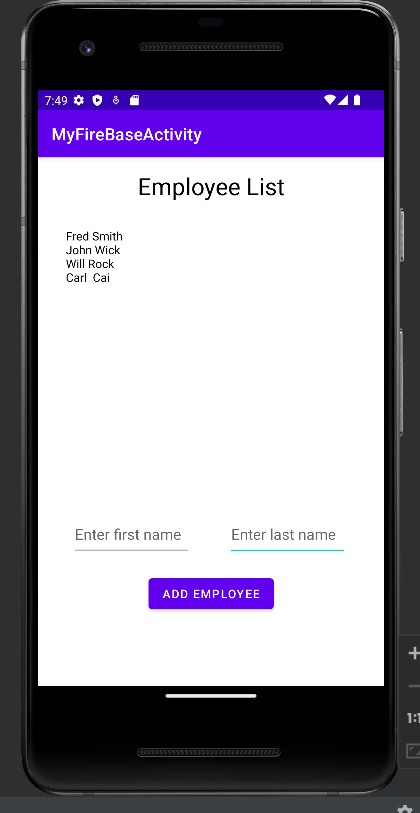 7:49
MyFireBaseActivity
Employee List
Fred Smith
John Wick
Will Rock
Carl  Cai
Enter first name
Enter last name
ADD EMPLOYEE
1:1